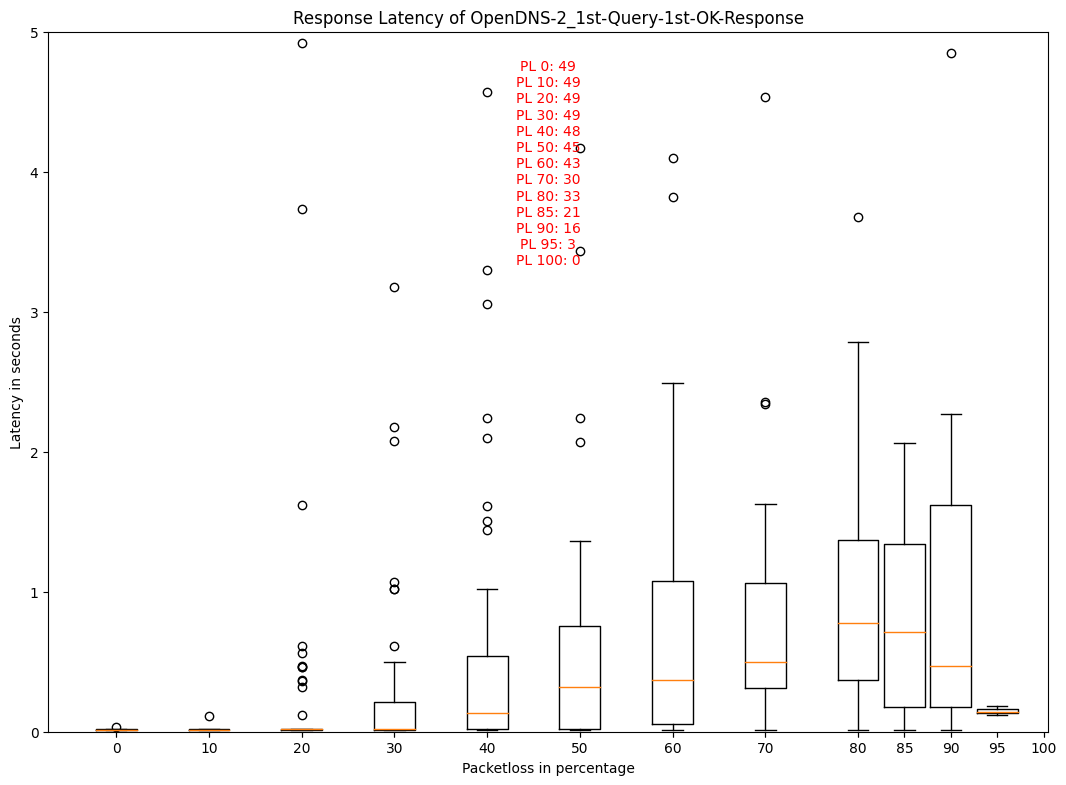 Response Latency of OpenDNS-2_1st-Query-1st-OK-Response
5
4
3
2
1
0
Latency in seconds
PL 0: 49
PL 10: 49
PL 20: 49
PL 30: 49
PL 40: 48
PL 50: 45
PL 60: 43
PL 70: 30
PL 80: 33
PL 85: 21
PL 90: 16
PL 95: 3
PL 100: 0
0 10 20 30 40 50 60 70 80 85 90 95 100
Packetloss in percentage